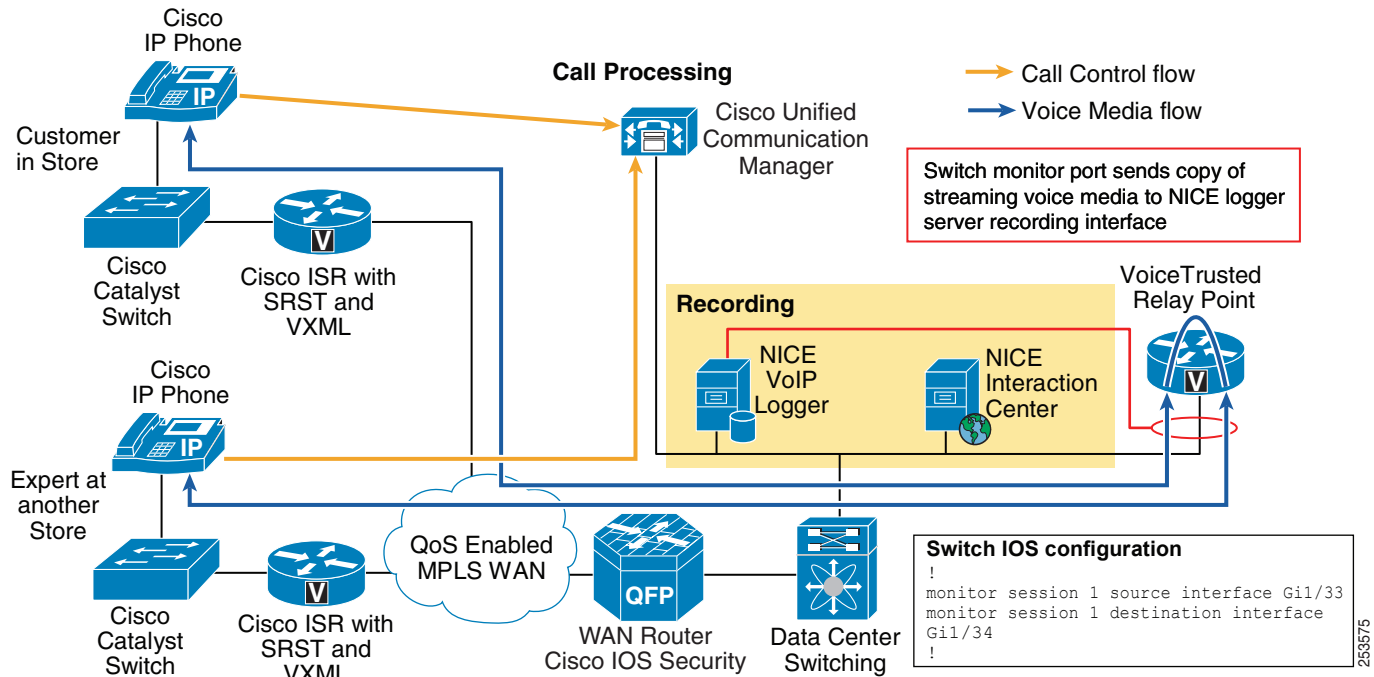 Cisco
IP Phone
IP
Customer
in Store
Cisco
Catalyst
Switch
V
Cisco ISR with
SRST and
VXML
Call Processing
Cisco Unified
Communication
Manager
Call Control flow
Voice Media flow
Switch monitor port sends copy of
streaming voice media to NICE logger
server recording interface
Recording
NICE
VoIP
Logger
NICE
Interaction
Center
VoiceTrusted
Relay Point
V
Cisco
IP Phone
IP
Expert at
another
Store
Cisco
Catalyst
Switch
V
Cisco ISR with
SRST and
VXML
QoS Enabled
MPLS WAN
QFP
WAN Router
Cisco IOS Security
Data Center
Switching
Switch IOS configuration
!
monitor session 1 source interface Gi1/33
monitor session 1 destination interface
Gi1/34
!
253575